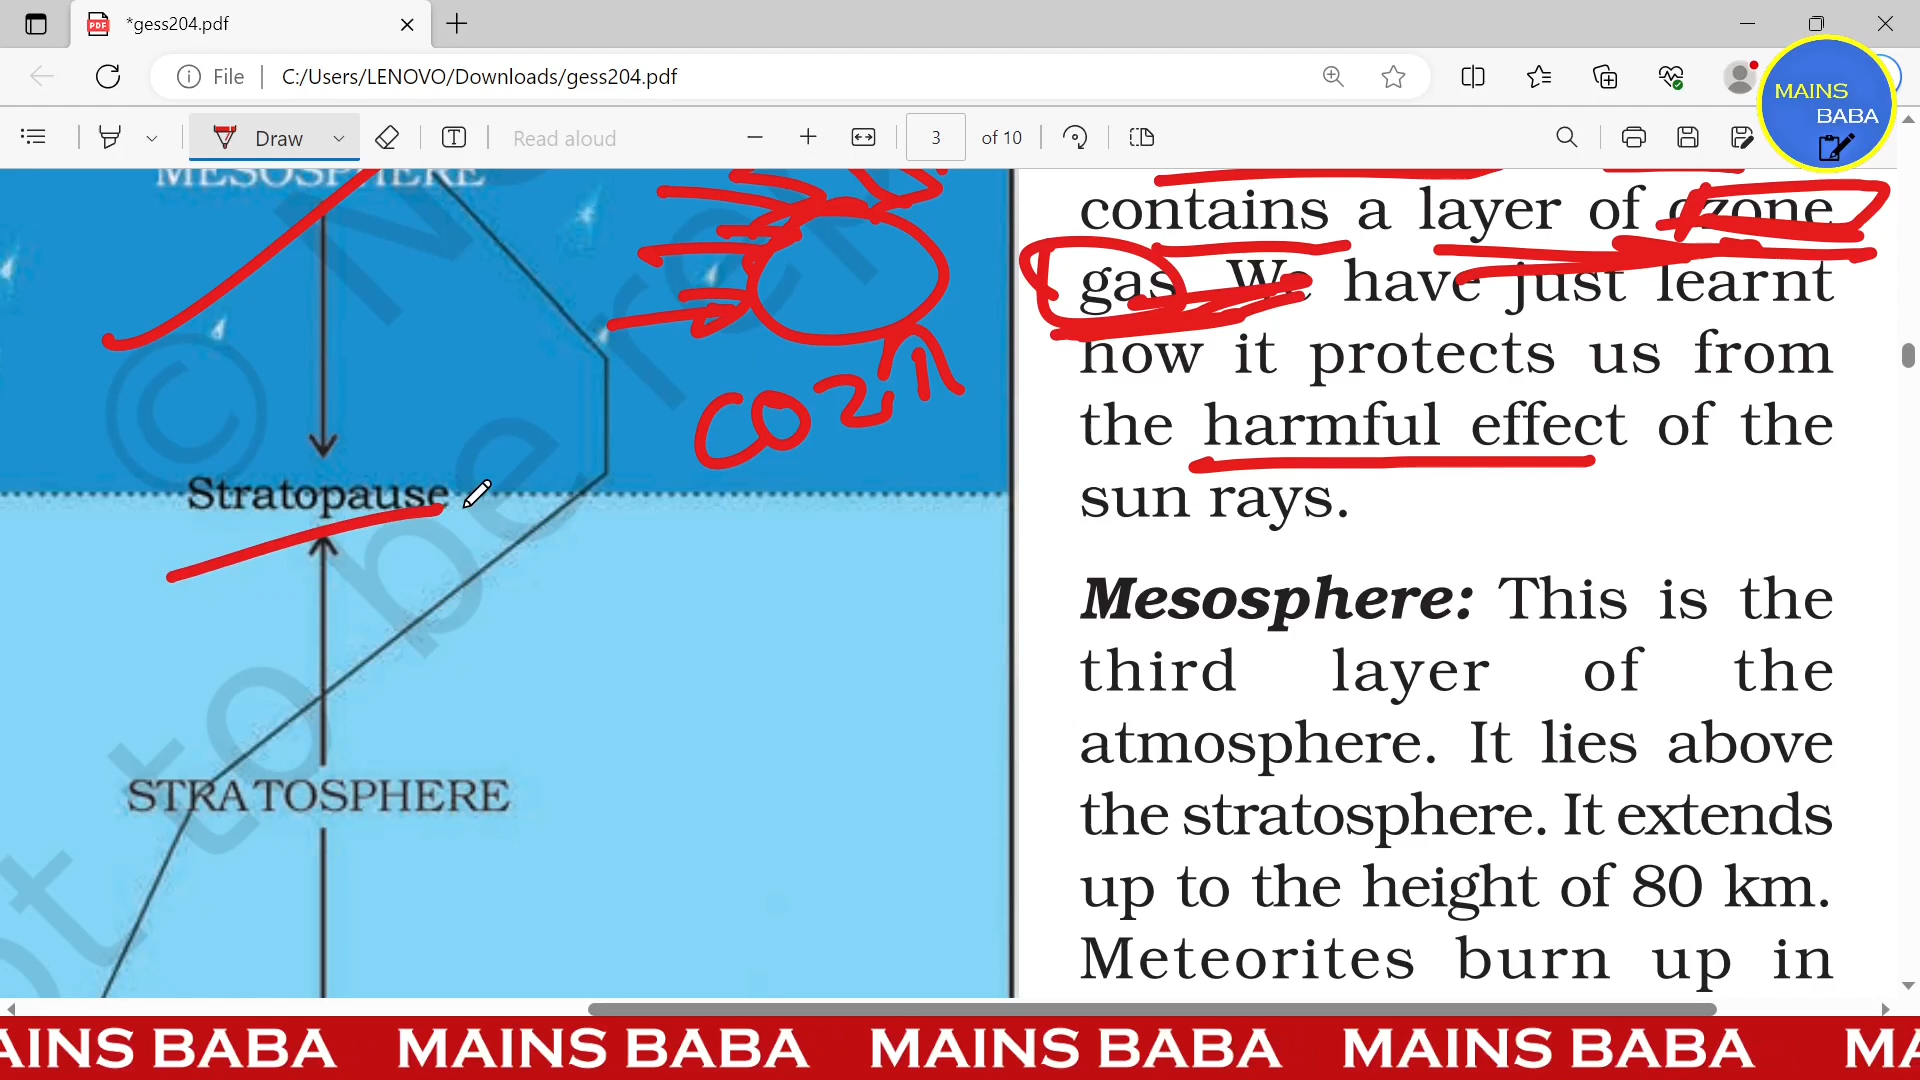 *gess204.pdf
File
C:/Users/LENOVO/Downloads/gess204.pdf
Draw
Read aloud
3
of 10
MAINS
BABA
MESOSPHERE
CO2
Stratopause
STRATOSPHERE
contains a layer of ozone
gas. We have just learnt
how it protects us from
the harmful effect of the
sun rays.
Mesosphere: This is the
third layer of the
atmosphere. It lies above
the stratosphere. It extends
up to the height of 80 km.
Meteorites burn up in
AINS BABA MAINS BABA MAINS BABA MAINS BABA MA